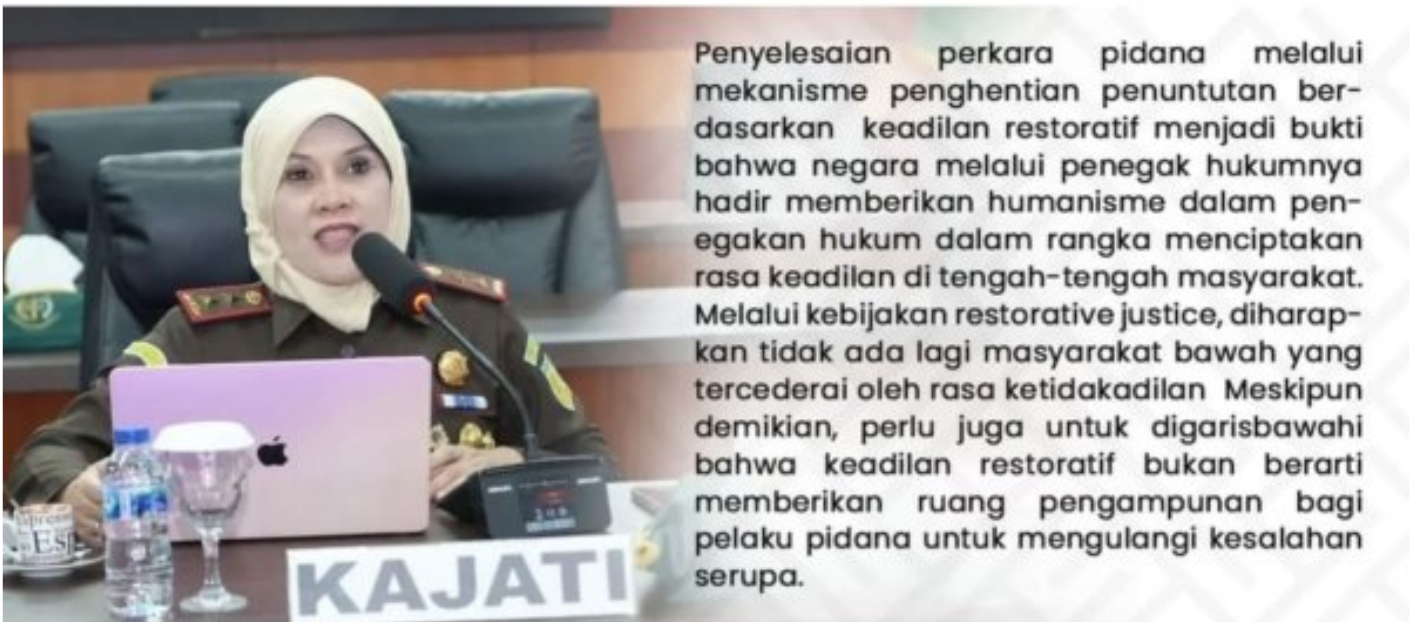 Penyelesaian perkara pidana melalui
mekanisme penghentian penuntutan ber-
dasarkan keadilan restoratif menjadi bukti
bahwa negara melalui penegak hukumnya
hadir memberikan humanisme dalam pen-
egakan hukum dalam rangka menciptakan
rasa keadilan di tengah-tengah masyarakat.
Melalui kebijakan restorative justice, diharap-
kan tidak ada lagi masyarakat bawah yang
tercederai oleh rasa ketidakadilan Meskipun
demikian, perlu juga untuk digarisbawahi
bahwa keadilan restoratif bukan berarti
memberikan ruang pengampunan bagi
pelaku pidana untuk mengulangi kesalahan
serupa.
KAJATI